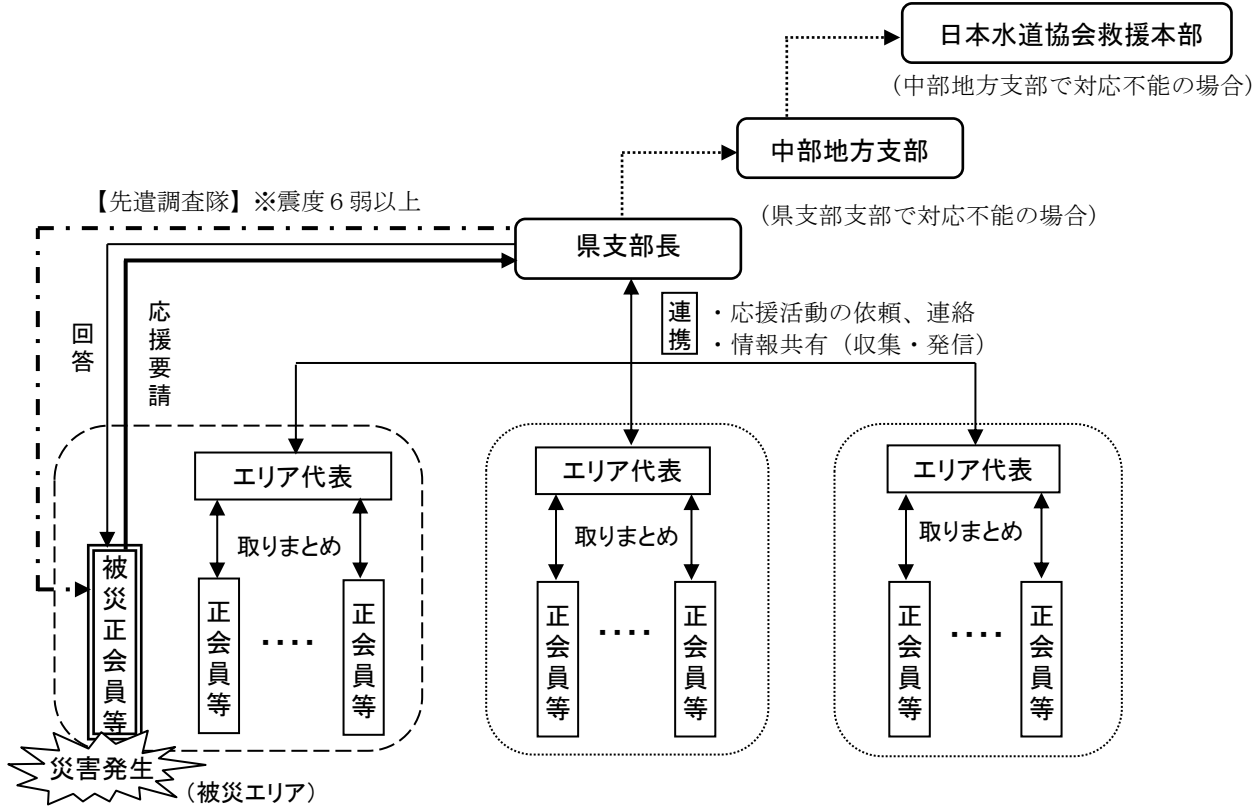 日本水道協会救援本部
（中部地方支部で対応不能の場合）
中部地方支部
（県支部支部で対応不能の場合）
【先遣調査隊】※震度６弱以上
県支部長
連携
・応援活動の依頼、連絡
・情報共有（収集・発信）
回答
応援要請
エリア代表
エリア代表
エリア代表
取りまとめ
取りまとめ
取りまとめ
被災正会員等
正会員等
‥‥
正会員等
正会員等
‥‥
正会員等
正会員等
‥‥
正会員等
災害発生
（被災エリア）